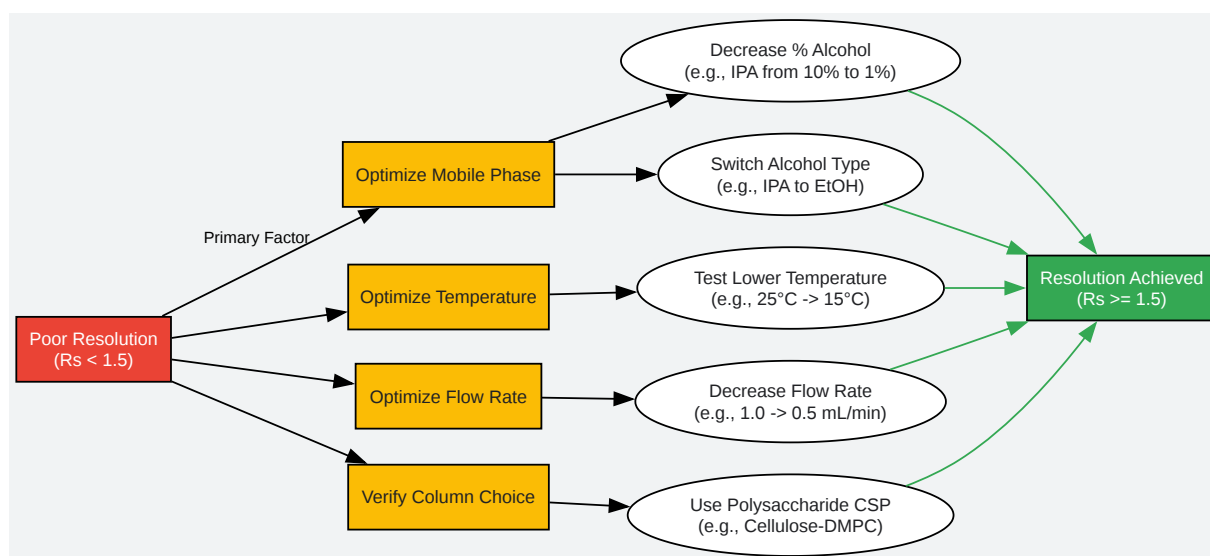 Poor Resolution
(Rs < 1.5)
Primary Factor
Optimize Mobile Phase
Optimize Temperature
Optimize Flow Rate
Verify Column Choice
Decrease % Alcohol
(e.g., IPA from 10% to 1%)
Switch Alcohol Type
(e.g., IPA to EtOH)
Test Lower Temperature
(e.g., 25°C -> 15°C)
Decrease Flow Rate
(e.g., 1.0 -> 0.5 mL/min)
Use Polysaccharide CSP
(e.g., Cellulose-DMPC)
Resolution Achieved
(Rs >= 1.5)